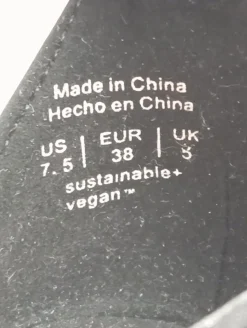 Made in China
Hecho en China
US | EUR | UK
7.5 | 38 | 5
sustainable+
vegan™